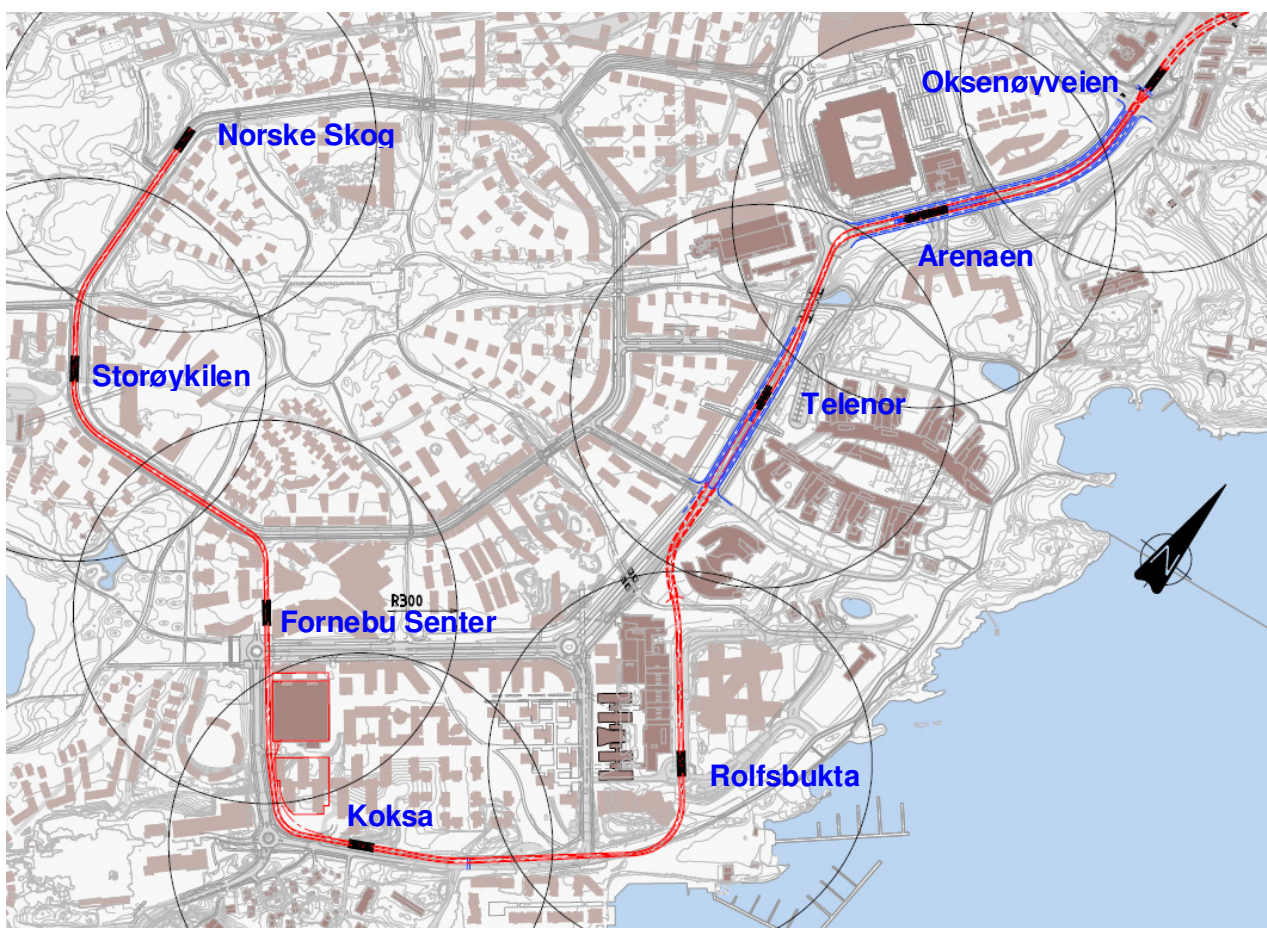 Oksenøyveien
Norske Skog
Arenaen
Storøykilen
Telenor
R300
Fornebu Senter
Rolfsbukta
Koksa
N